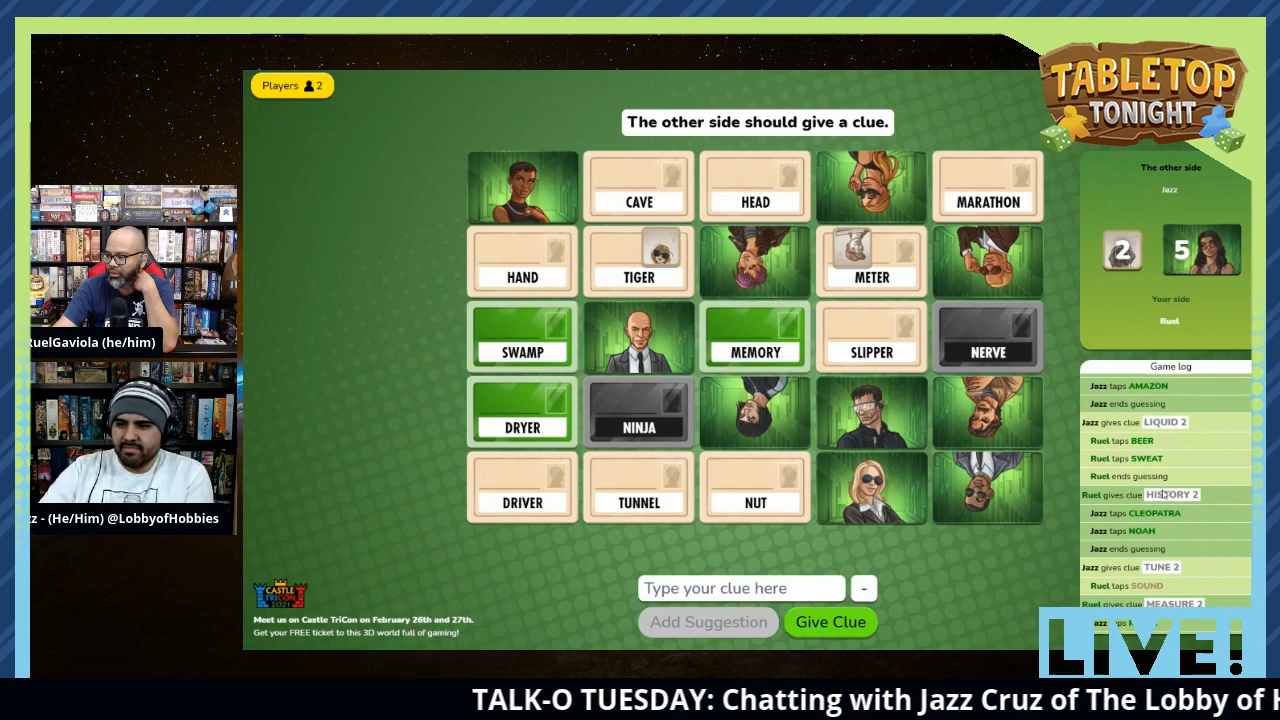 TABLETOP
TONIGHT
Players 2
The other side should give a clue.
CAVE
HEAD
MARATHON
HAND
TIGER
METER
SWAMP
MEMORY
SLIPPER
NERVE
DRYER
NINJA
DRIVER
TUNNEL
NUT
The other side
Jazz
2
5
Your side
Ruel
Game log
Jazz taps AMAZON
Jazz ends guessing
Jazz gives clue LIQUID 2
Ruel taps BEER
Ruel taps SWEAT
Ruel ends guessing
Ruel gives clue HISTORY 2
Jazz taps CLEOPATRA
Jazz taps NOAH
Jazz ends guessing
Jazz gives clue TUNE 2
Ruel taps SOUND
Ruel gives clue MEASURE 2
Jazz taps
RuelGaviola (he/him)
zz - (He/Him) @LobbyofHobbies
Type your clue here
-
Add Suggestion
Give Clue
CASTLE
TRICON
2021
Meet us on Castle TriCon on February 26th and 27th.
Get your FREE ticket to this 3D world full of gaming!
LIVE!
TALK-O TUESDAY: Chatting with Jazz Cruz of The Lobby of H